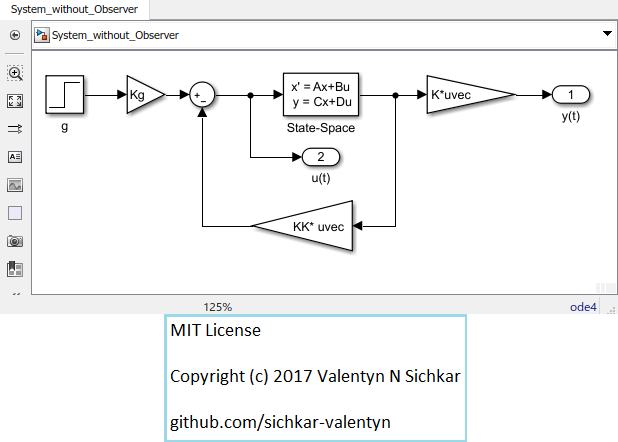 System_without_Observer
System_without_Observer
g
Kg
+
_
x' = Ax+Bu
y = Cx+Du
State-Space
K*uvec
1
y(t)
2
u(t)
KK* uvec
125%
ode4
MIT License
Copyright (c) 2017 Valentyn N Sichkar
github.com/sichkar-valentyn